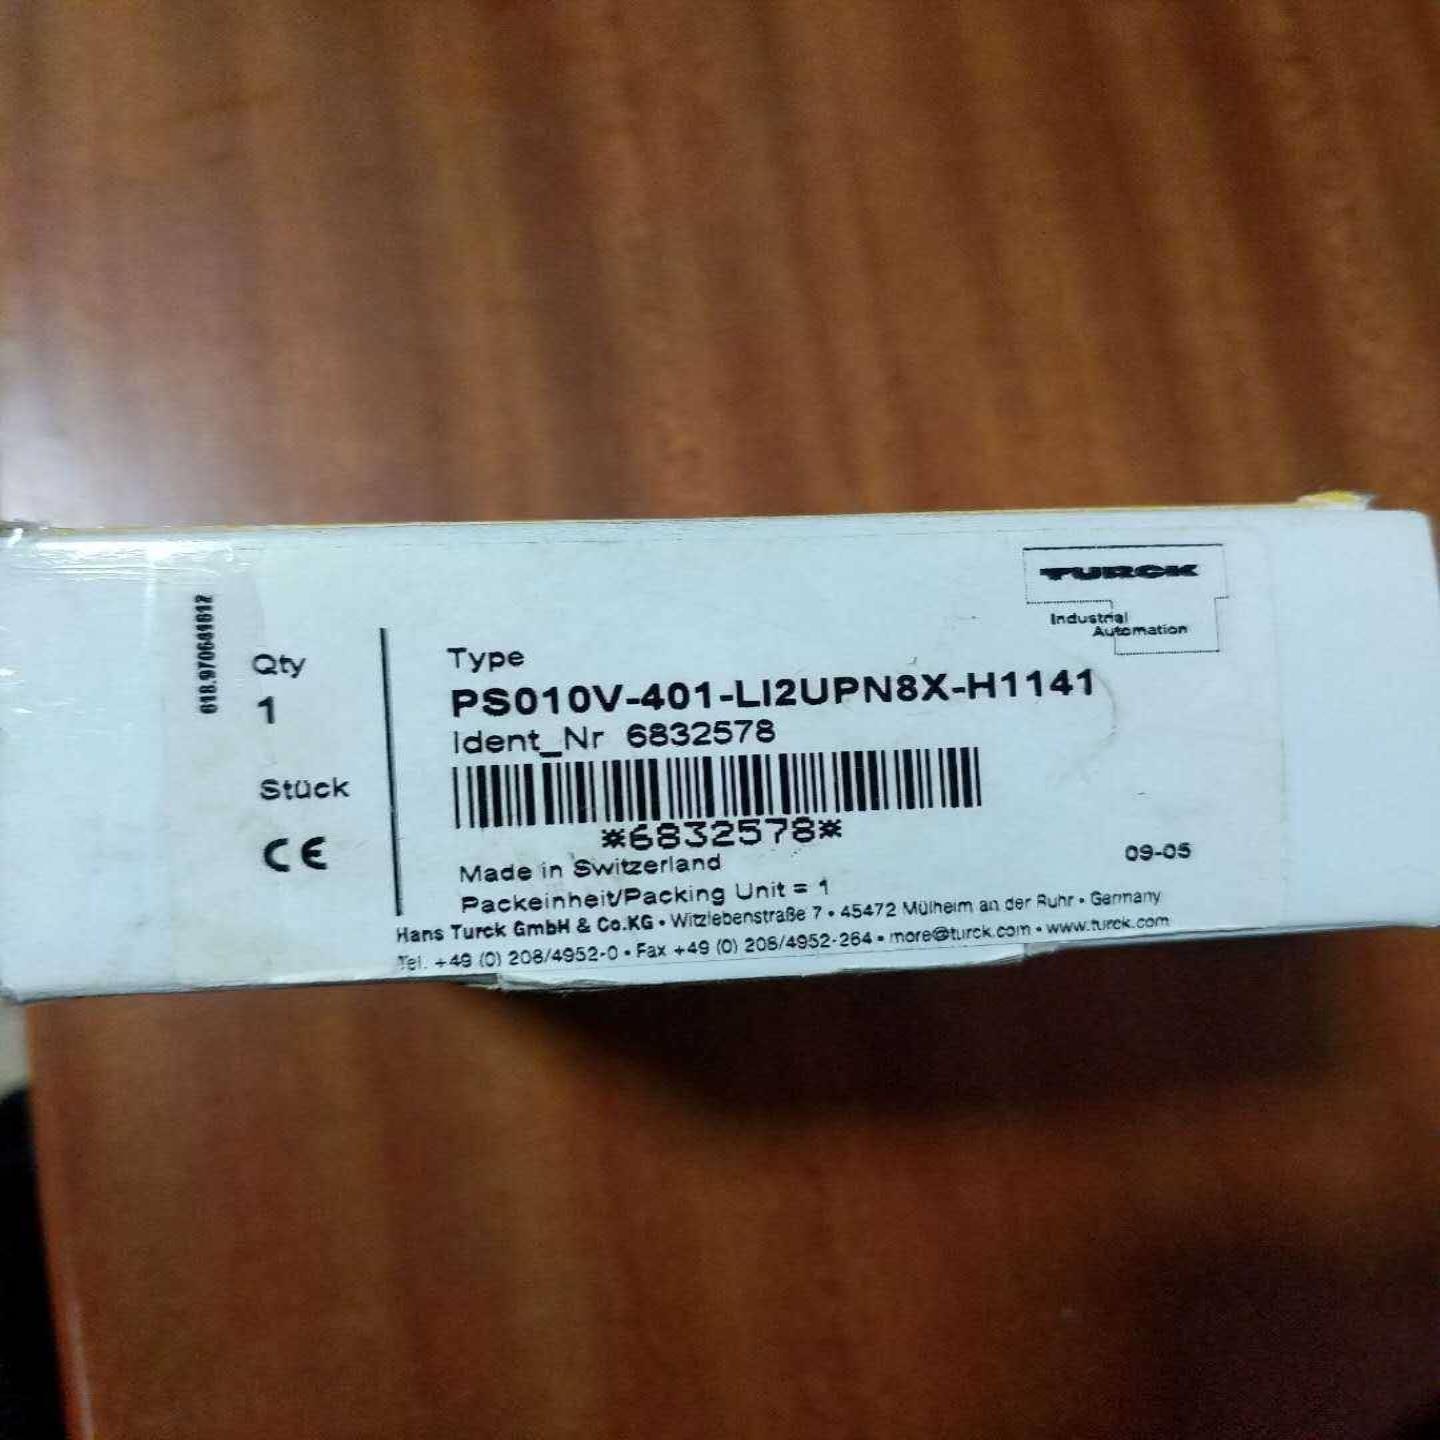 TURCK
Industrial
Automation
618.97061612
Qty
1
Stück
CE
Type
PS010V-401-LI2UPN8X-H1141
Ident_Nr 6832578
*6832578*
Made in Switzerland
09-05
Packeinheit/Packing Unit = 1
Hans Turck GmbH & Co.KG • Witzlebenstraße 7 • 45472 Mülheim an der Ruhr • Germany
Tel. +49 (0) 208/4952-0 • Fax +49 (0) 208/4952-264 • more@turck.com • www.turck.com